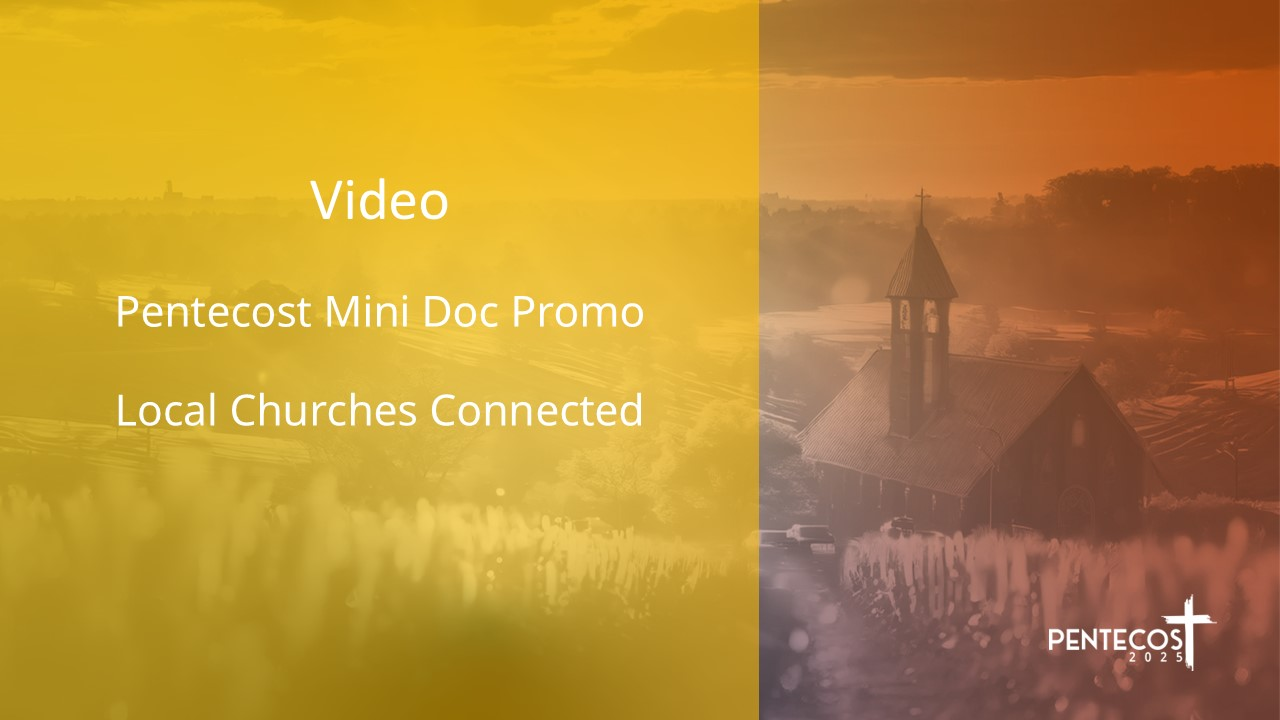 Video
Pentecost Mini Doc Promo
Local Churches Connected
PENTECOST
2025